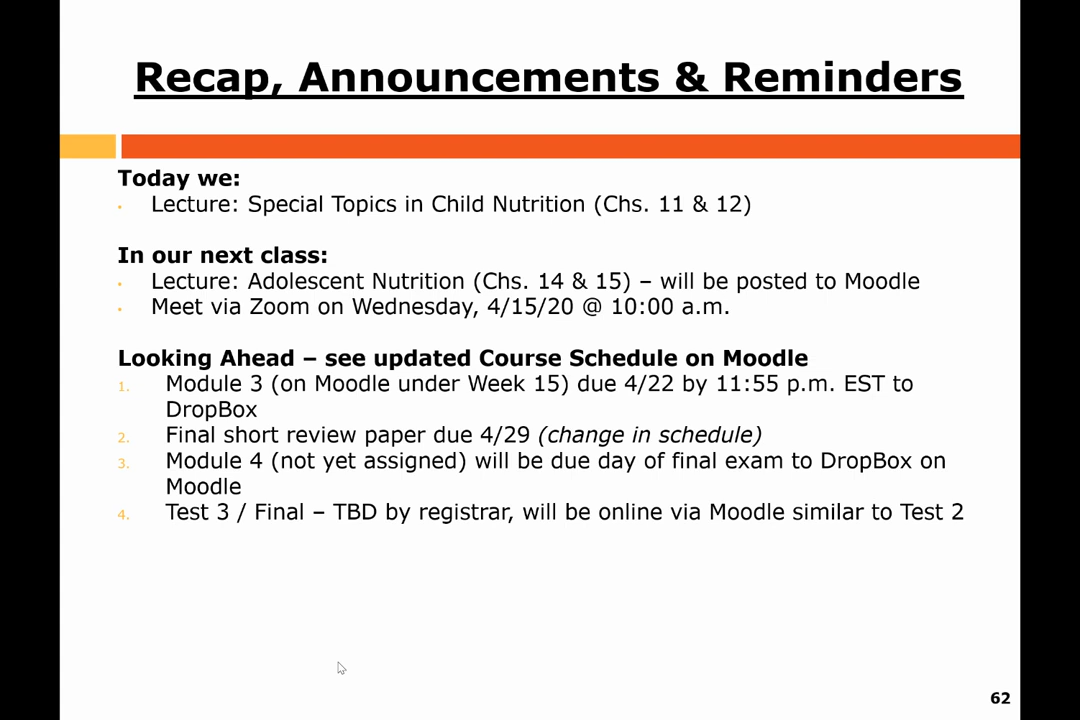 Recap, Announcements & Reminders
Today we:
• Lecture: Special Topics in Child Nutrition (Chs. 11 & 12)
In our next class:
• Lecture: Adolescent Nutrition (Chs. 14 & 15) – will be posted to Moodle
• Meet via Zoom on Wednesday, 4/15/20 @ 10:00 a.m.
Looking Ahead – see updated Course Schedule on Moodle
1. Module 3 (on Moodle under Week 15) due 4/22 by 11:55 p.m. EST to
DropBox
2. Final short review paper due 4/29 (change in schedule)
3. Module 4 (not yet assigned) will be due day of final exam to DropBox on
Moodle
4. Test 3 / Final – TBD by registrar, will be online via Moodle similar to Test 2
62